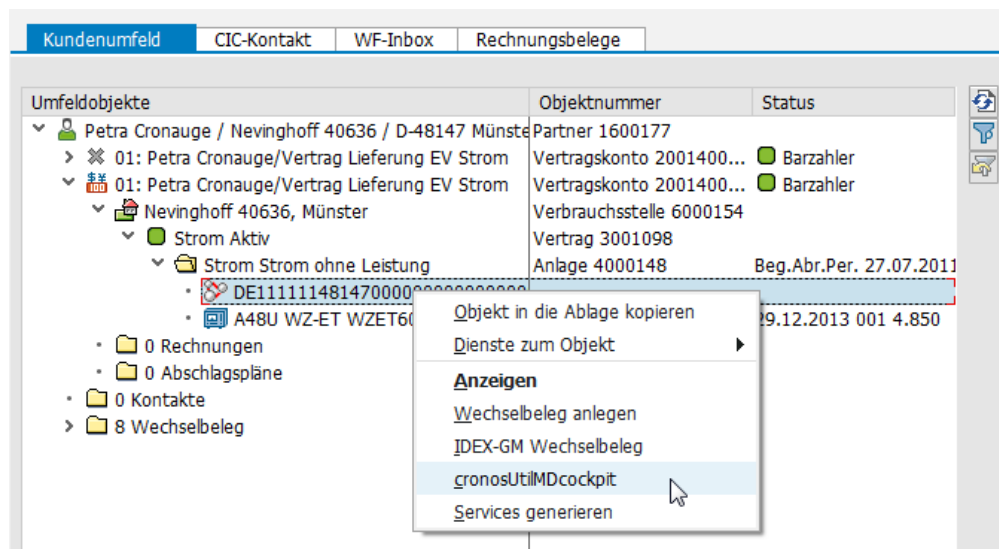 Kundenumfeld CIC-Kontakt WF-Inbox Rechnungsbelege
Umfeldobjekte Objektnummer Status
Petra Cronauge / Nevinghoff 40636 / D-48147 Münste Partner 1600177
01: Petra Cronauge/Vertrag Lieferung EV Strom Vertragskonto 2001400... Barzahler
01: Petra Cronauge/Vertrag Lieferung EV Strom Vertragskonto 2001400... Barzahler
Nevinghoff 40636, Münster Verbrauchsstelle 6000154
Strom Aktiv Vertrag 3001098
Strom Strom ohne Leistung Anlage 4000148 Beg.Abr.Per. 27.07.2011
A48U WZ-ET 29.12.2013 001 4.850
0 Rechnungen
0 Abschlagspläne
0 Kontakte
8 Wechselbeleg
Objekt in die Ablage kopieren
Dienste zum Objekt
Anzeigen
Wechselbeleg anlegen
IDEX-GM Wechselbeleg
cronosUtilMDcockpit
Services generieren